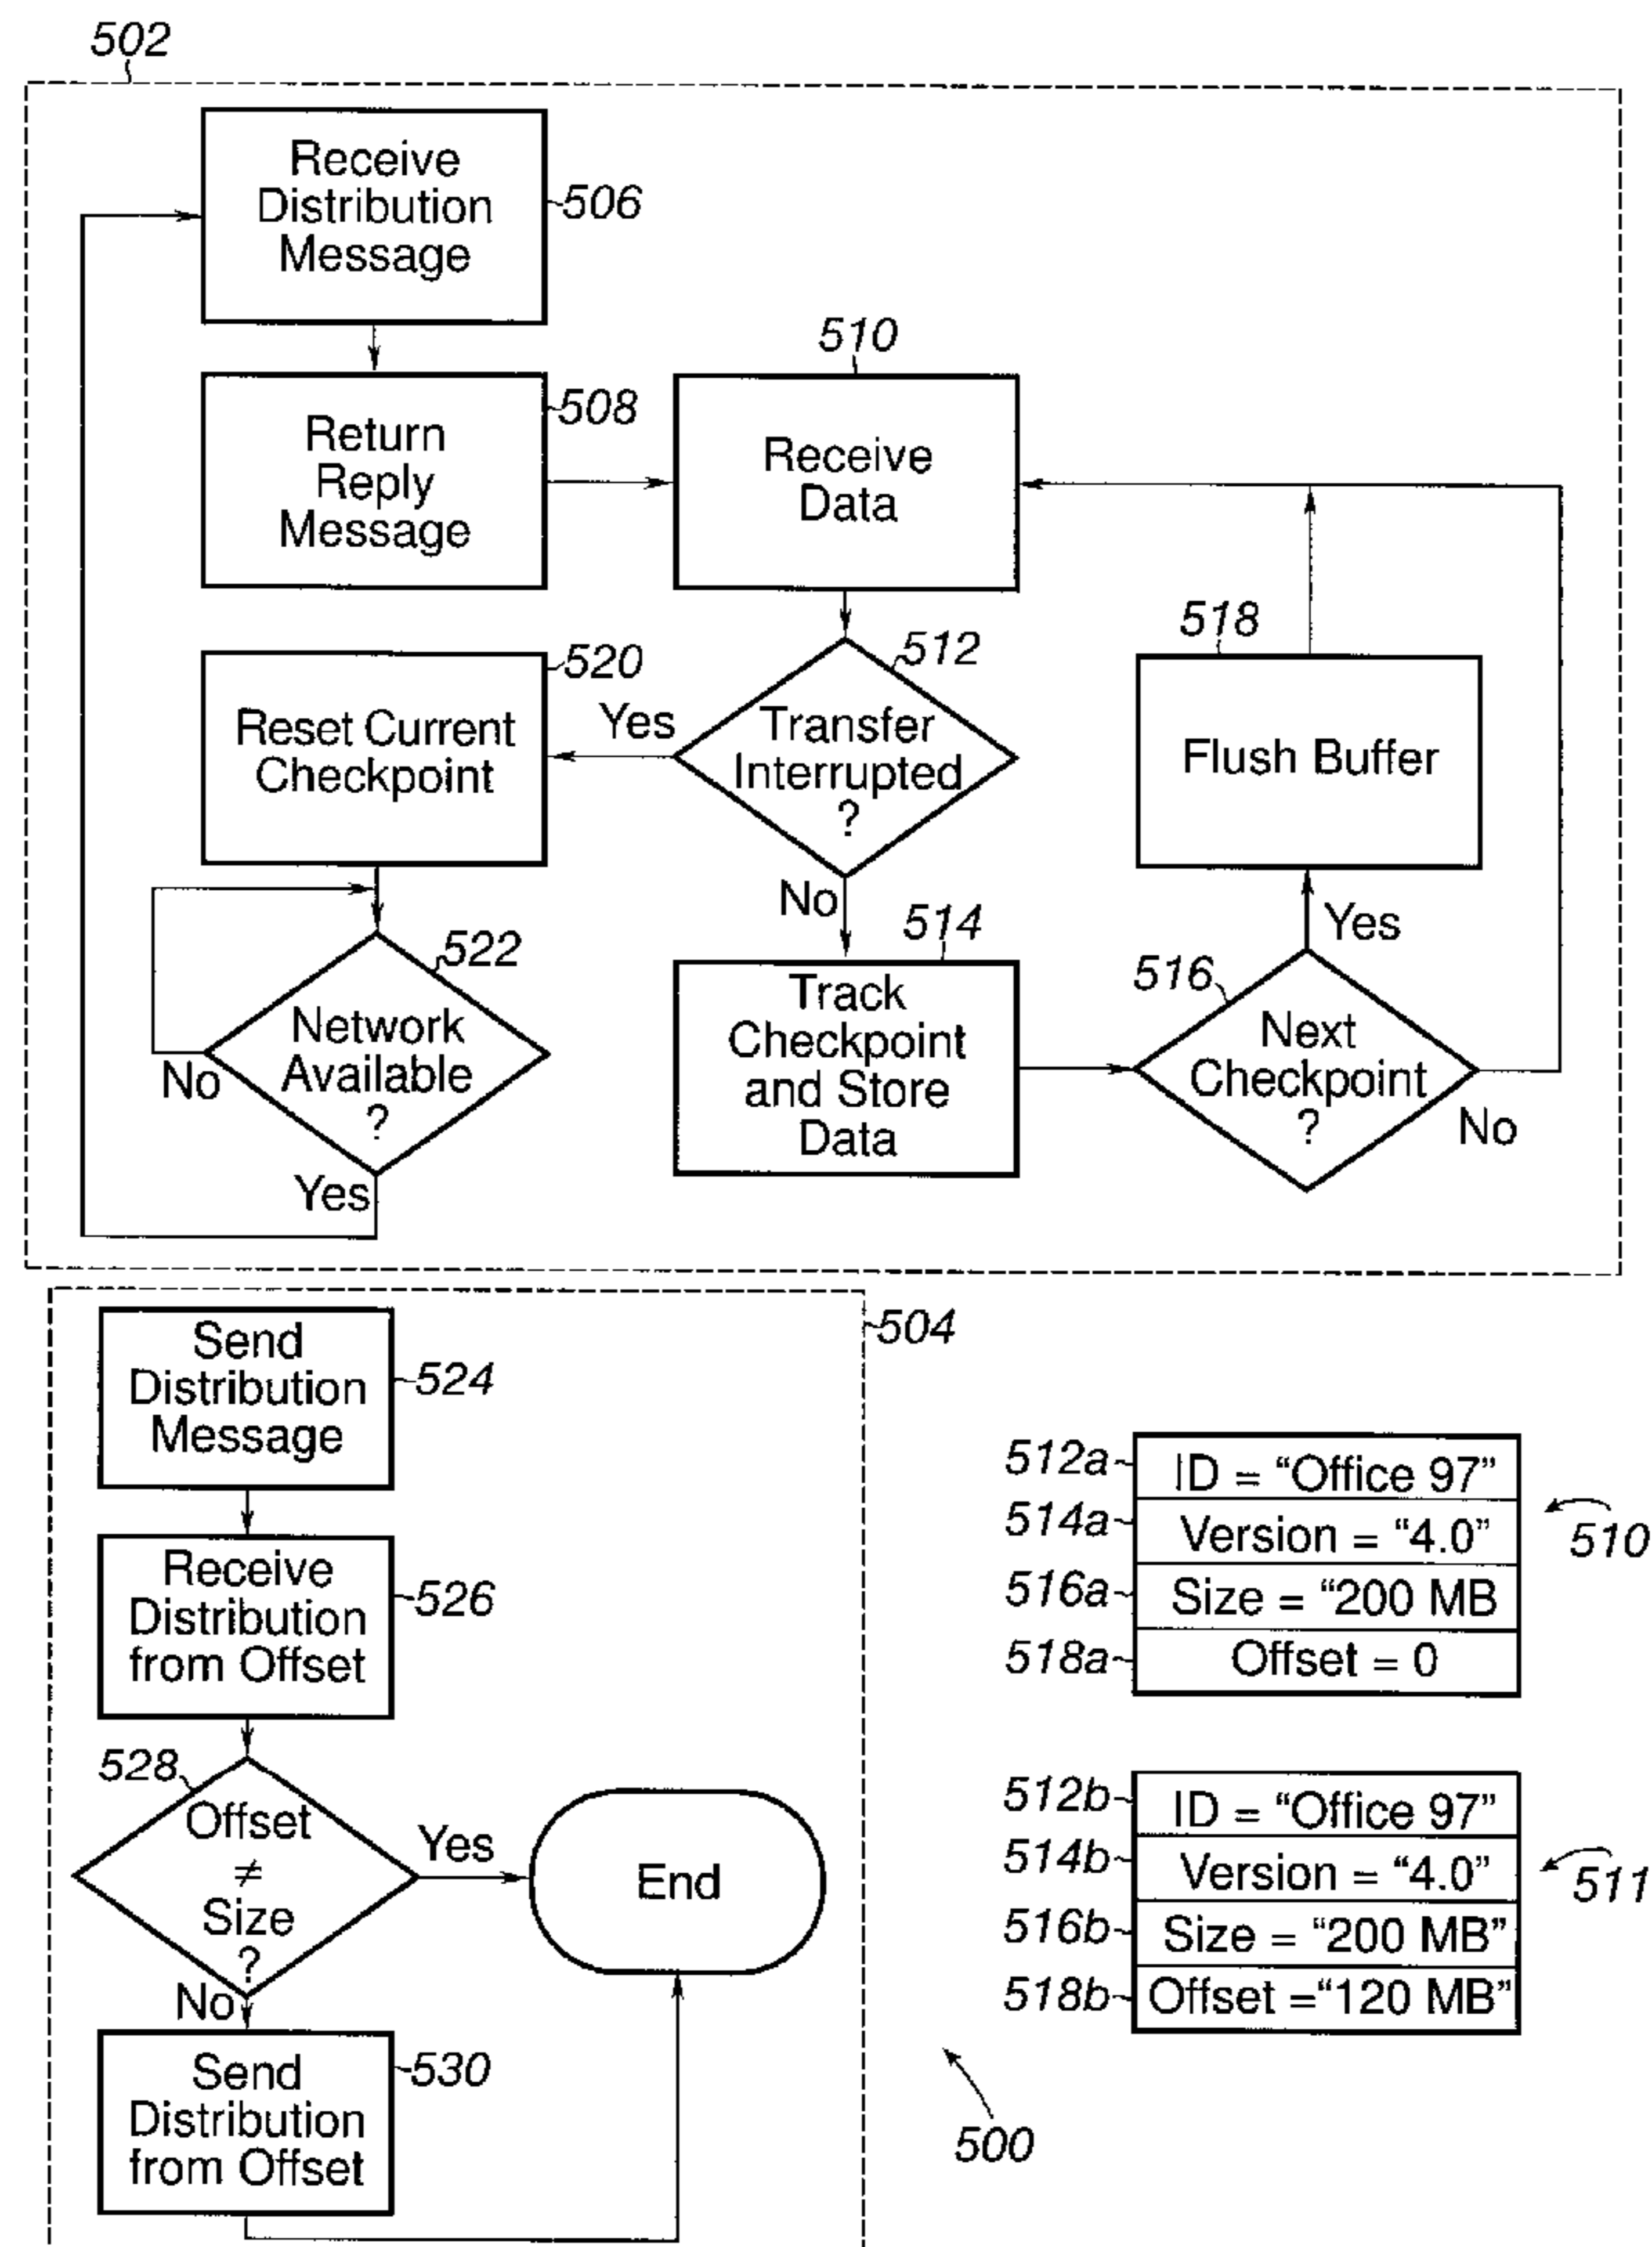 502
Receive
Distribution
Message
506
Return
Reply
Message
508
510
Receive
Data
512
Transfer
Interrupted
?
Yes
No
520
Reset Current
Checkpoint
522
Network
Available
?
No
Yes
514
Track
Checkpoint
and Store
Data
516
Next
Checkpoint
?
Yes
No
518
Flush Buffer
504
Send
Distribution
Message
524
Receive
Distribution
from Offset
526
528
Offset
≠
Size
?
Yes
No
End
Send
Distribution
from Offset
530
512a
ID = “Office 97”
514a
Version = “4.0”
516a
Size = “200 MB
518a
Offset = 0
510
512b
ID = “Office 97”
514b
Version = “4.0”
516b
Size = “200 MB”
518b
Offset =“120 MB”
511
500